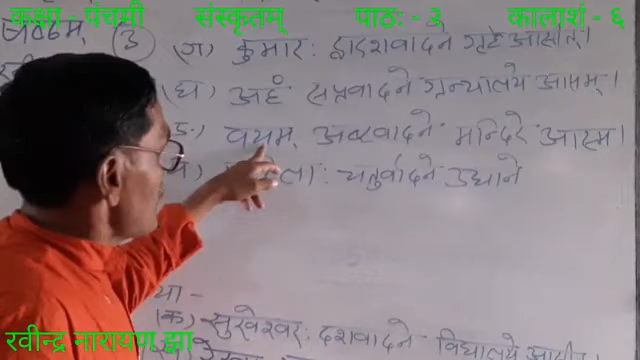 कक्षा - पंचमी संस्कृतम् पाठः - ३ कालाशं - ६
३ (ग) कुमारः द्वादशवादने गृहे आसीत्।
(घ) अहं सप्तवादने ग्रन्थालये आसम्।
ङ.) वयम् अष्टवादने मन्दिरे आस्म।
चतुर्वादने उद्याने
था -
(क) सुरेश्वरः दशवादने विद्यालये
रवीन्द्र नारायण झा